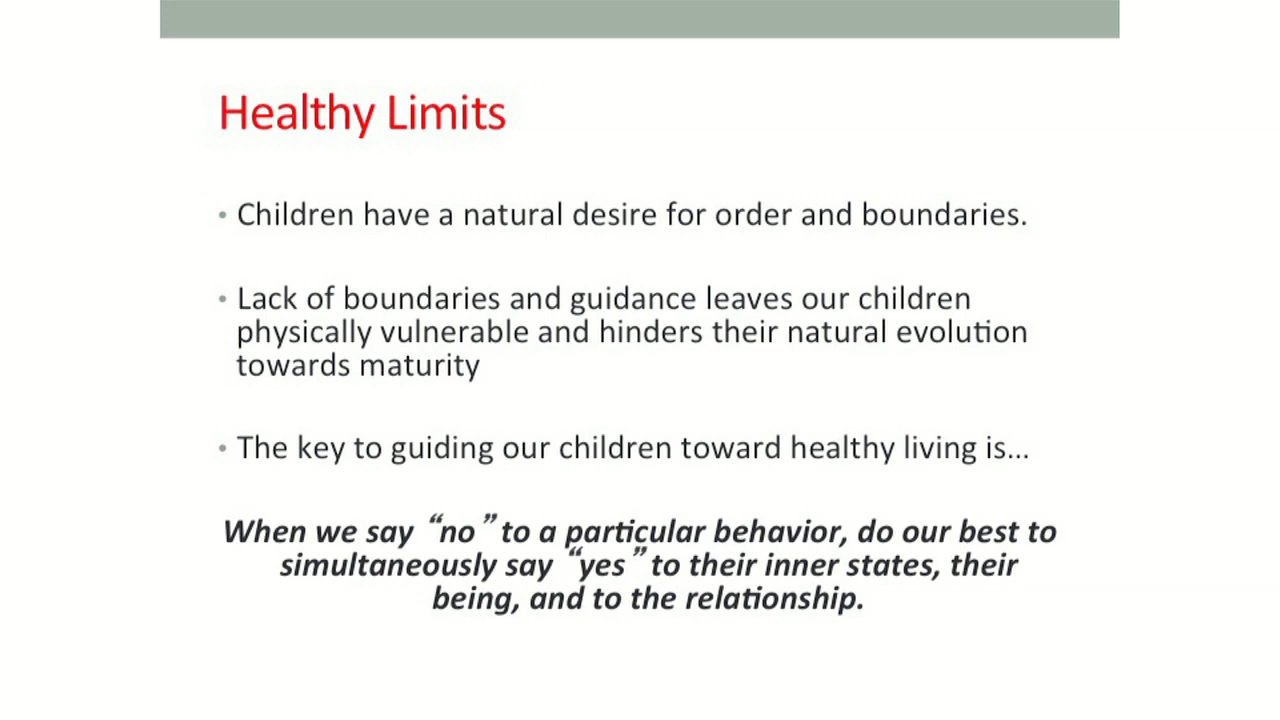 Healthy Limits
• Children have a natural desire for order and boundaries.
• Lack of boundaries and guidance leaves our children
physically vulnerable and hinders their natural evolution
towards maturity
• The key to guiding our children toward healthy living is…
When we say “no” to a particular behavior, do our best to
simultaneously say “yes” to their inner states, their
being, and to the relationship.